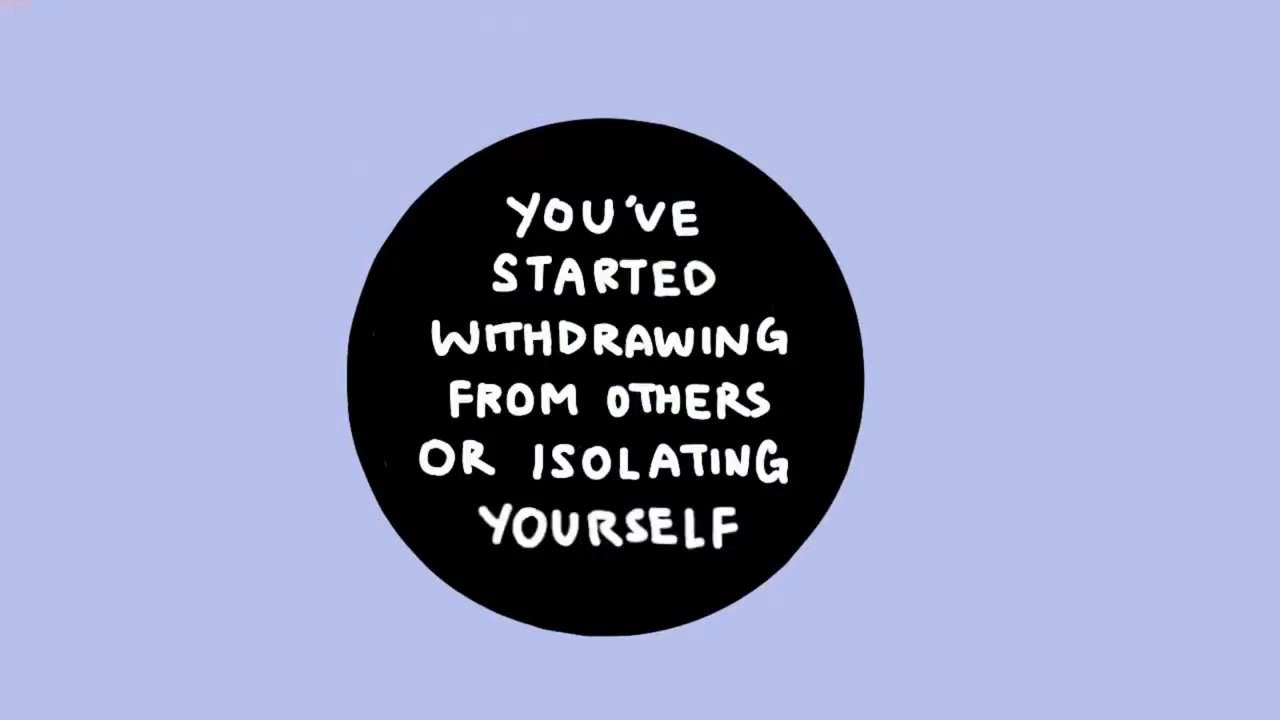 YOU'VE
STARTED
WITHDRAWING
FROM OTHERS
OR ISOLATING
YOURSELF